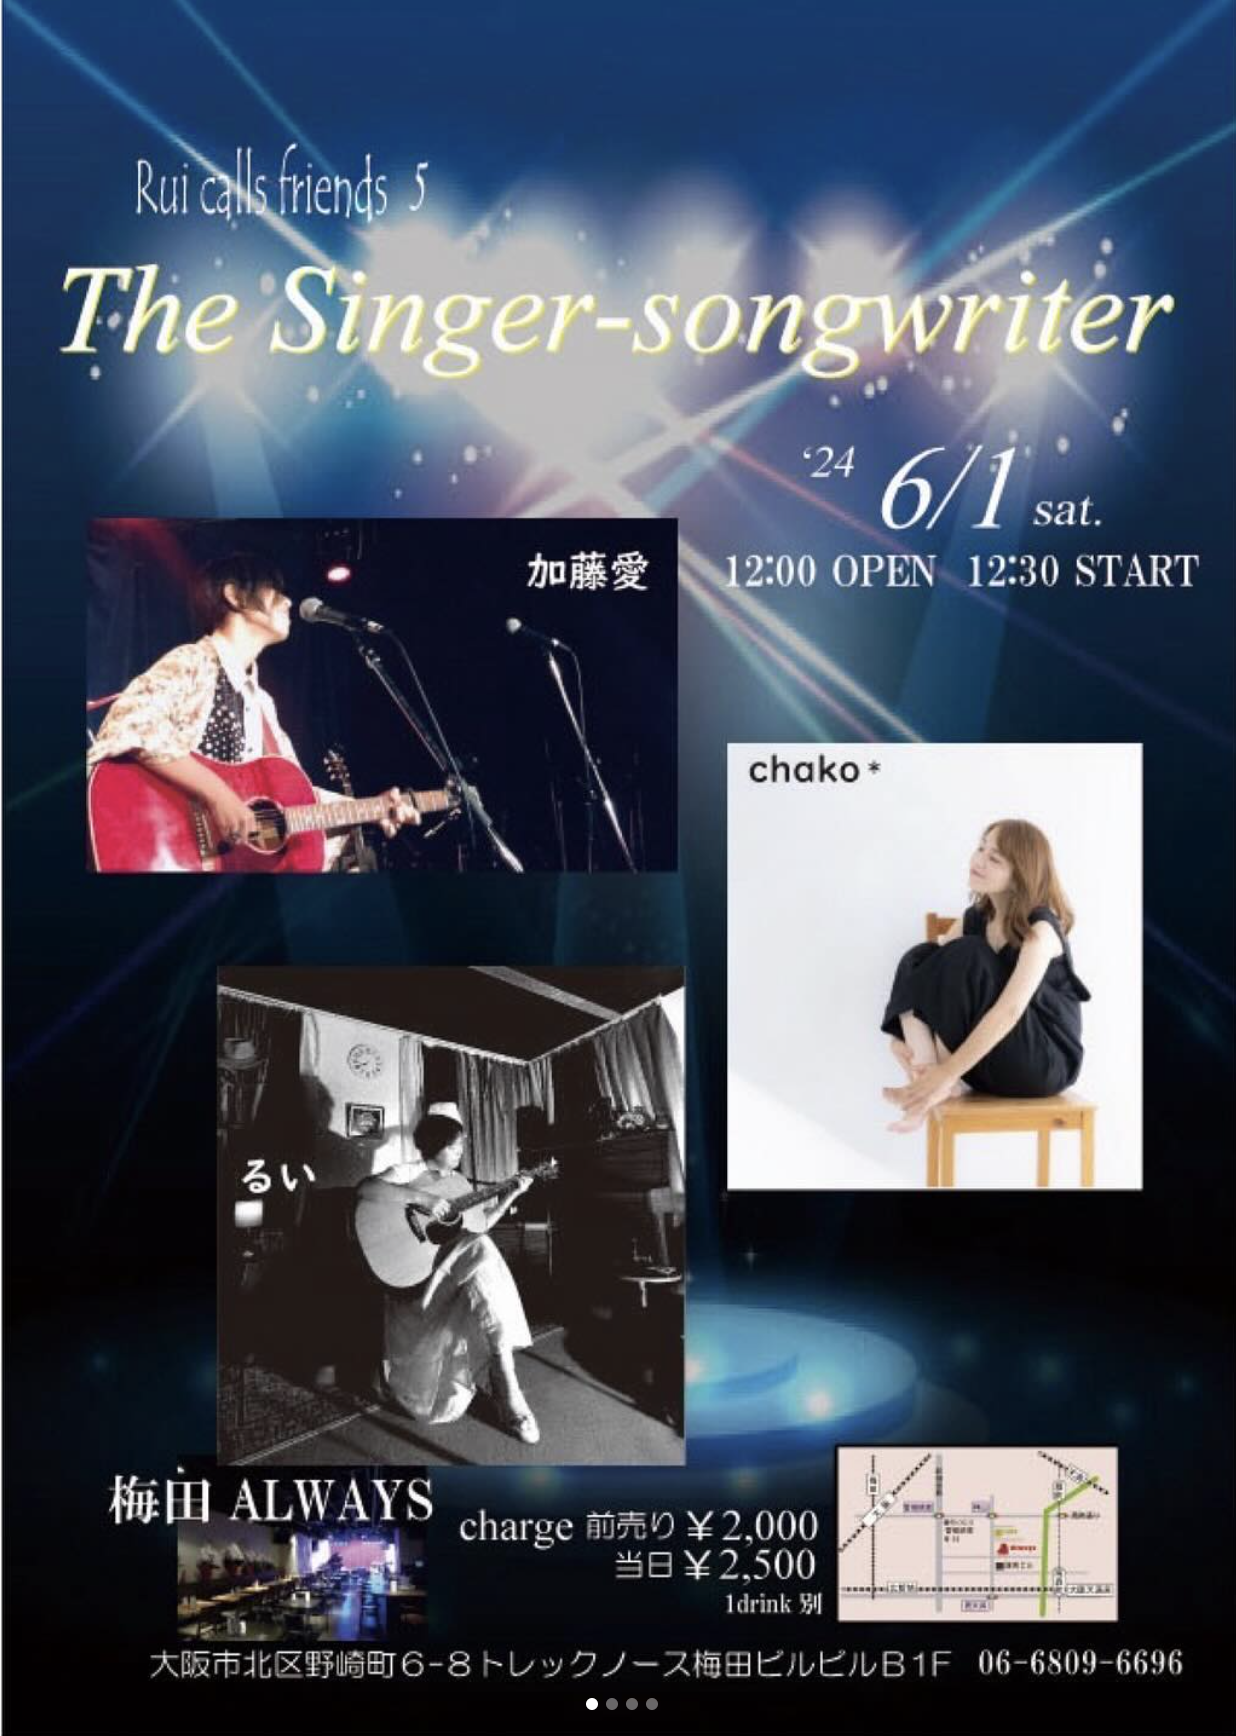 Rui calls friends 5
The Singer-songwriter
‘24 6/1 sat.
12:00 OPEN 12:30 START
加藤愛
chako*
るい
梅田 ALWAYS
charge 前売り ¥2,000
当日 ¥2,500
1drink 別
大阪市北区野崎町6-8トレックノース梅田ビルビルB1F 06-6809-6696